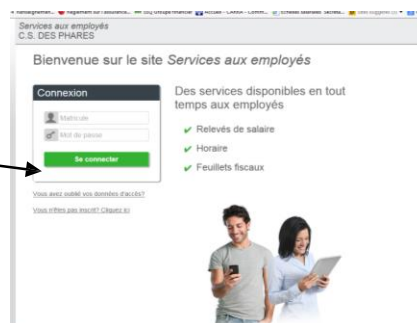 Services aux employés
C.S. DES PHARES
Bienvenue sur le site Services aux employés
Connexion
Matricule
Mot de passe
Se connecter
Vous avez oublié vos données d'accès?
Vous n'êtes pas inscrit? Cliquez ici
Des services disponibles en tout
temps aux employés
Relevés de salaire
Horaire
Feuillets fiscaux